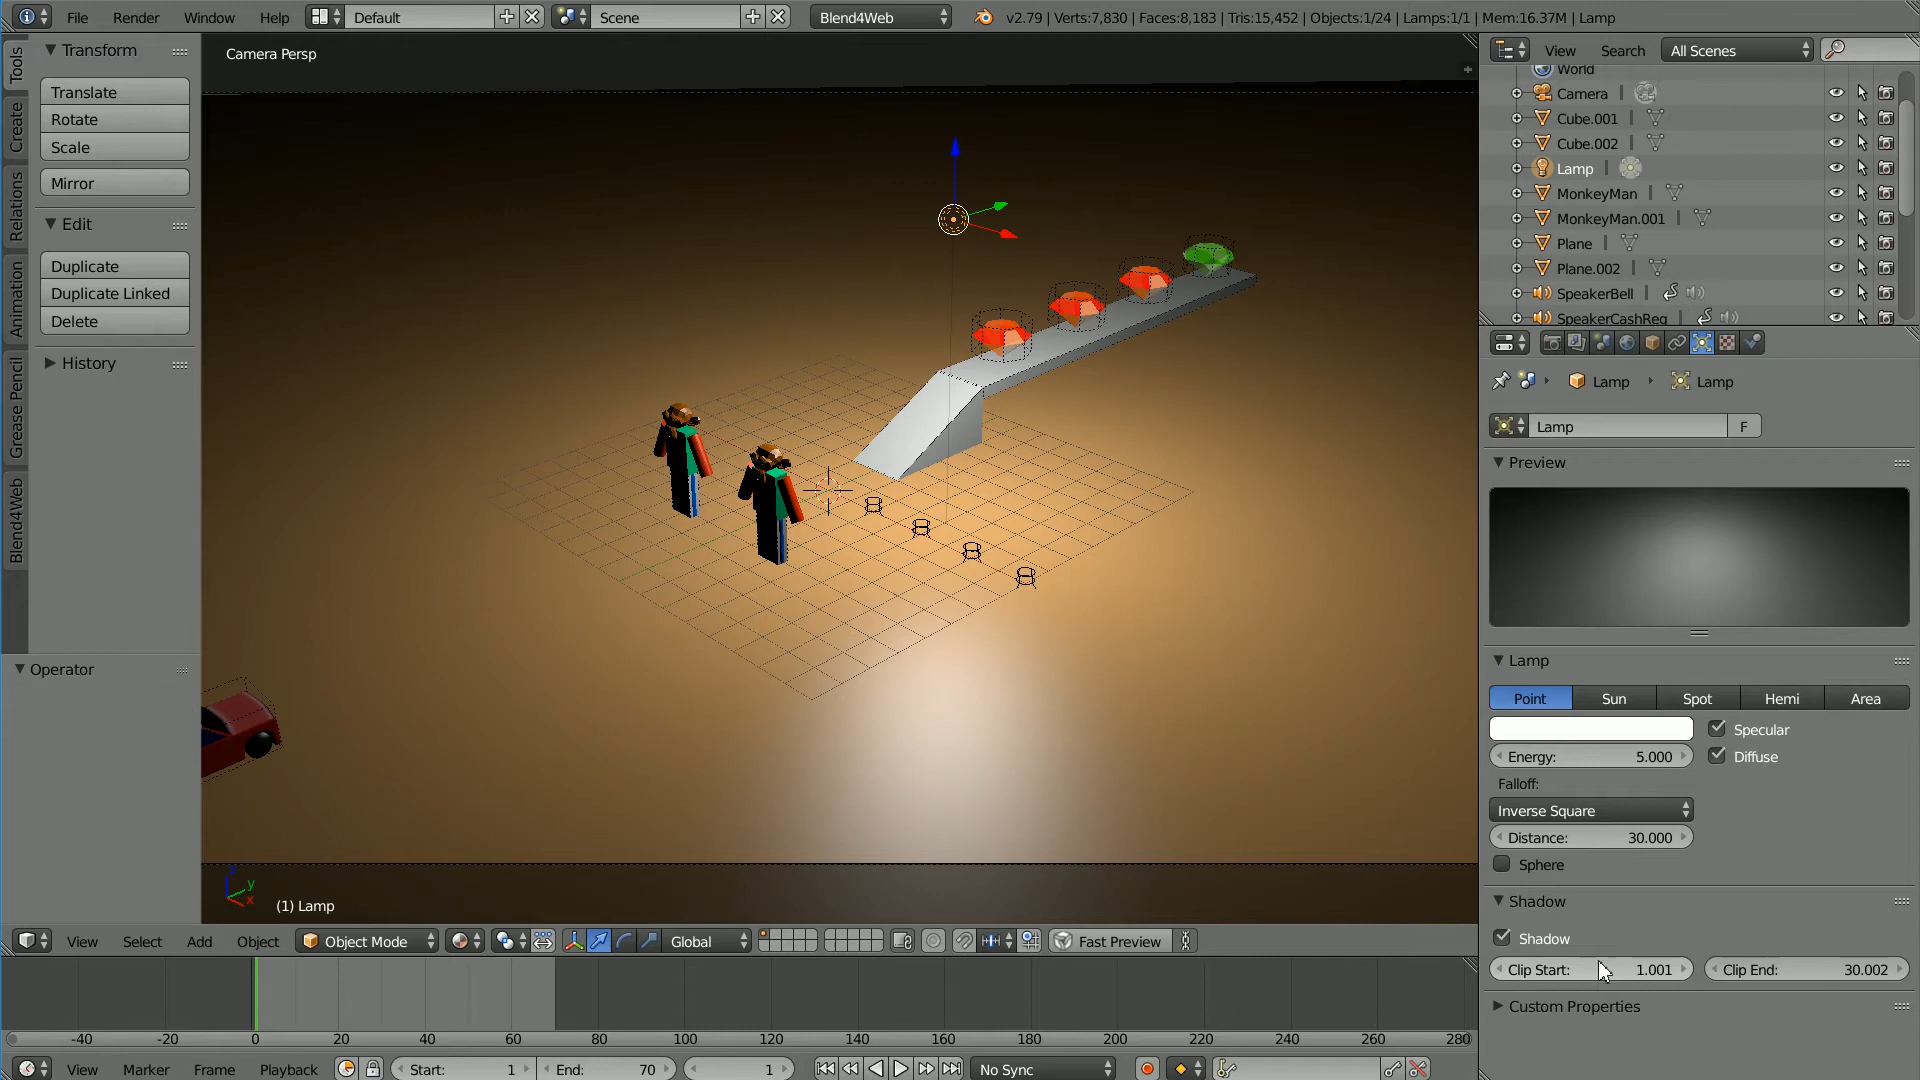 File Render Window Help Default Scene Blend4Web v2.79 | Verts:7,830 | Faces:8,183 | Tris:15,452 | Objects:1/24 | Lamps:1/1 | Mem:16.37M | Lamp
Tools
Create
Relations
Animation
Grease Pencil
Blend4Web
Transform
Translate
Rotate
Scale
Mirror
Edit
Duplicate
Duplicate Linked
Delete
History
Operator
Camera Persp
(1) Lamp
z
y
x
View Select Add Object Object Mode Global Fast Preview
-40 -20 0 20 40 60 80 100 120 140 160 180 200 220 240 260 280
View Marker Frame Playback Start: 1 End: 70 1 No Sync
View Search All Scenes
World
Camera
Cube.001
Cube.002
Lamp
MonkeyMan
MonkeyMan.001
Plane
Plane.002
SpeakerBell
SpeakerCashReg
Lamp Lamp
Lamp F
Preview
Lamp
Point Sun Spot Hemi Area
Specular
Energy: 5.000 Diffuse
Falloff:
Inverse Square
Distance: 30.000
Sphere
Shadow
Shadow
Clip Start: 1.001 Clip End: 30.002
Custom Properties